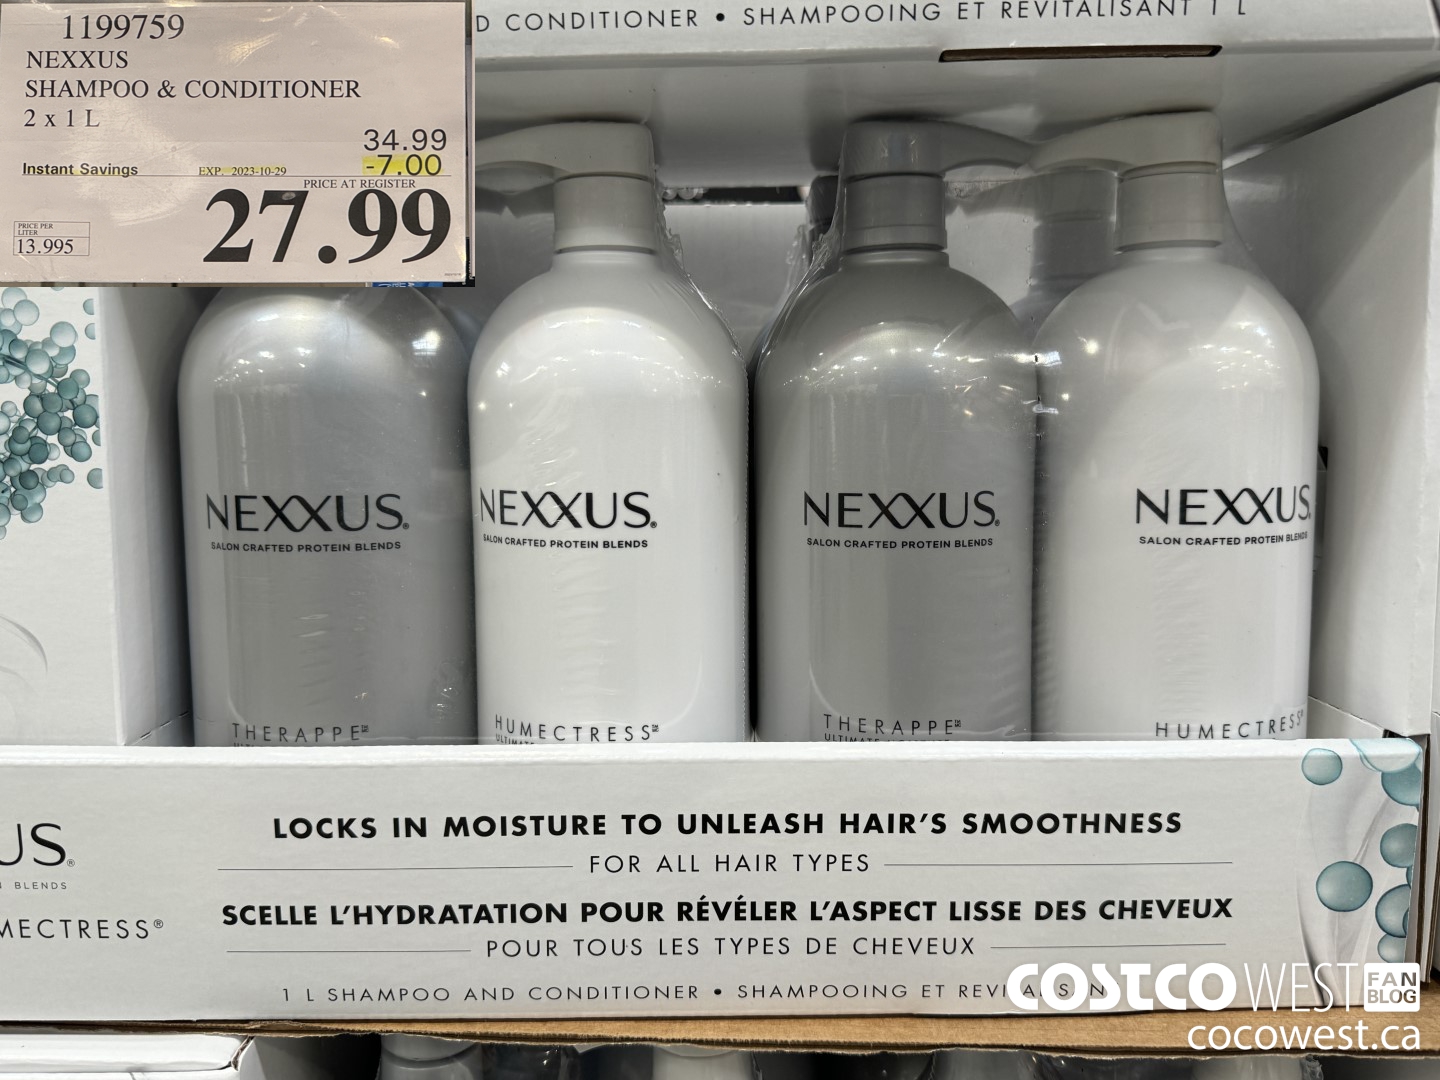 D CONDITIONER • SHAMPOOING ET REVITALISANT 1 L
1199759
NEXXUS
SHAMPOO & CONDITIONER
2 x 1 L
34.99
Instant Savings EXP. 2023-10-29 -7.00
PRICE AT REGISTER
27.99
PRICE PER
LITER
13.995
NEXXUS®
SALON CRAFTED PROTEIN BLENDS
THERAPPE
NEXXUS®
SALON CRAFTED PROTEIN BLENDS
HUMECTRESS
NEXXUS®
SALON CRAFTED PROTEIN BLENDS
THERAPPE
NEXXUS®
SALON CRAFTED PROTEIN BLENDS
HUMECTRESS
US®
BLENDS
MECTRESS®
LOCKS IN MOISTURE TO UNLEASH HAIR'S SMOOTHNESS
FOR ALL HAIR TYPES
SCELLE L'HYDRATATION POUR RÉVÉLER L'ASPECT LISSE DES CHEVEUX
POUR TOUS LES TYPES DE CHEVEUX
1 L SHAMPOO AND CONDITIONER • SHAMPOOING ET
COSTCO WEST FAN BLOG
cocowest.ca